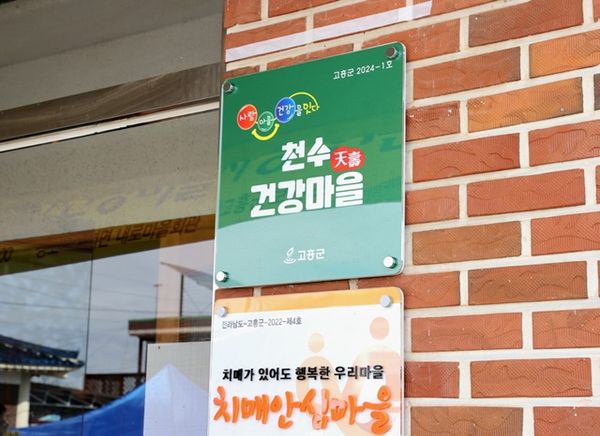 고흥군 2024-1호
사람 마을 건강을 잇다
천수 天壽
건강마을
고흥군
전라남도-고흥군-2022-제4호
치매가 있어도 행복한 우리마을
치매안심마을